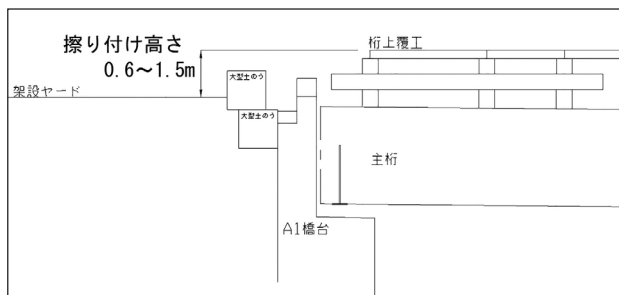 擦り付け高さ
0.6～1.5m
桁上覆工
架設ヤード
大型土のう
大型土のう
主桁
A1橋台